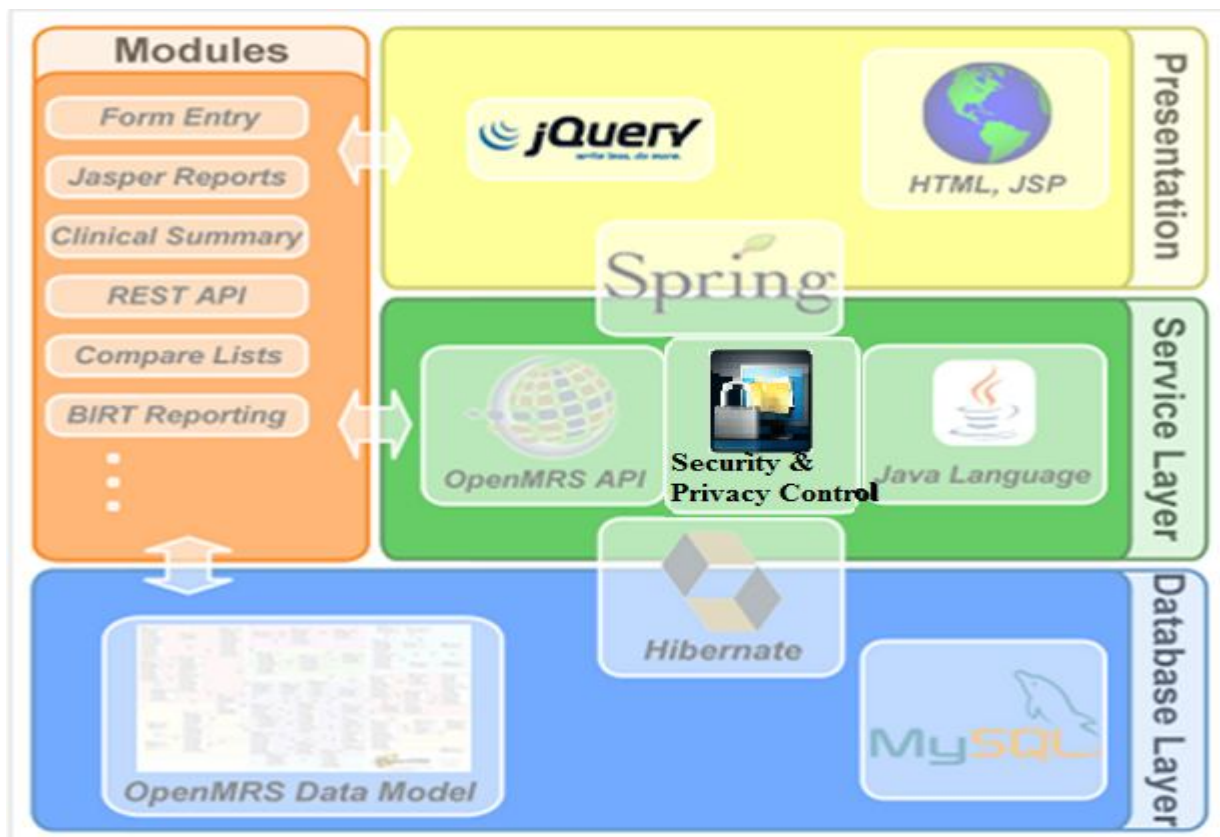 Modules
Form Entry
Jasper Reports
Clinical Summary
REST API
Compare Lists
BIRT Reporting
jQuery
write less, do more.
HTML, JSP
Presentation
Spring
OpenMRS API
Security &
Privacy Control
Java Language
Service Layer
Hibernate
OpenMRS Data Model
MySQL
Database Layer